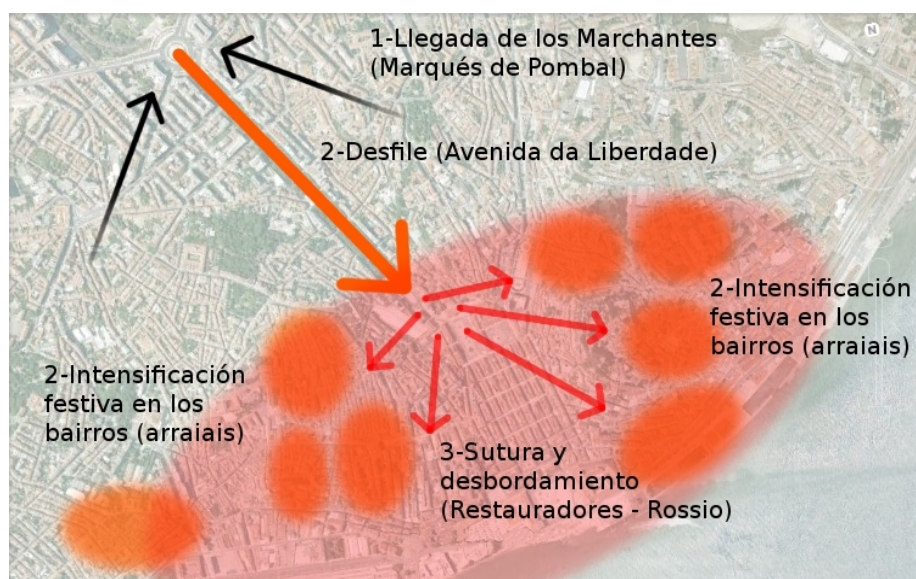 1-Llegada de los Marchantes
(Marqués de Pombal)
2-Desfile (Avenida da Liberdade)
2-Intensificación
festiva en los
bairros (arraiais)
2-Intensificación
festiva en los
bairros (arraiais)
3-Sutura y
desbordamiento
(Restauradores - Rossio)
N